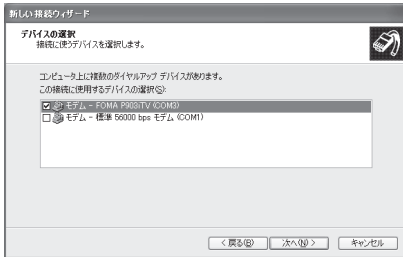 新しい接続ウィザード
デバイスの選択
接続に使うデバイスを選択します。
コンピュータ上に複数のダイヤルアップ デバイスがあります。
この接続に使用するデバイスの選択(S):
モデム - FOMA P903iTV (COM3)
モデム - 標準 56000 bps モデム (COM1)
< 戻る(B)
次へ(N) >
キャンセル